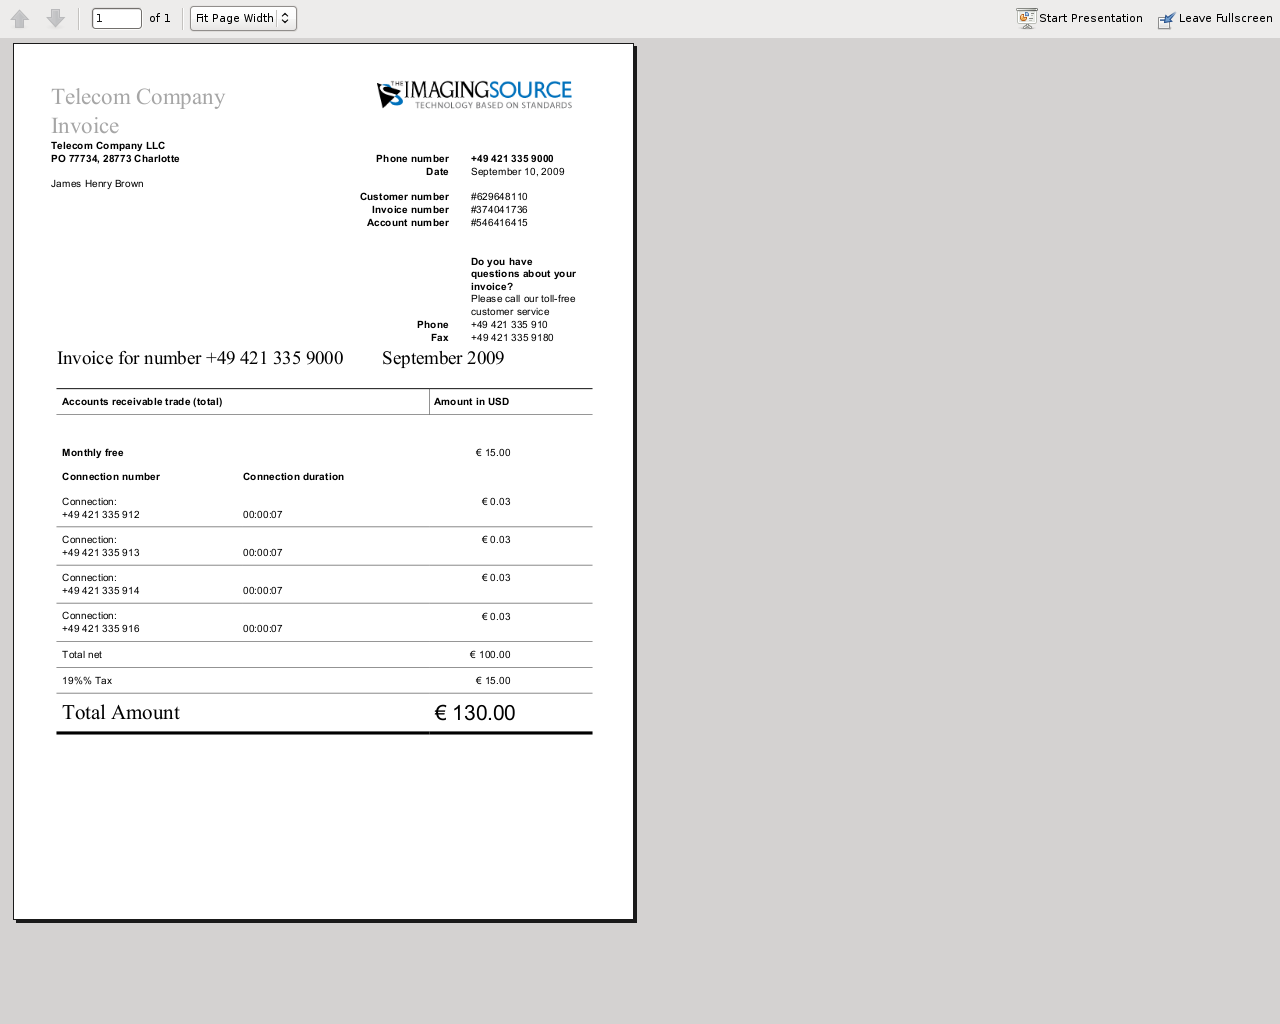 1 of 1 Fit Page Width Start Presentation Leave Fullscreen
Telecom Company
Invoice
THE IMAGINGSOURCE
TECHNOLOGY BASED ON STANDARDS
Telecom Company LLC
PO 77734, 28773 Charlotte
James Henry Brown
Phone number +49 421 335 9000
Date September 10, 2009
Customer number #629648110
Invoice number #374041736
Account number #546416415
Do you have
questions about your
invoice?
Please call our toll-free
customer service
Phone +49 421 335 910
Fax +49 421 335 9180
Invoice for number +49 421 335 9000 September 2009
Accounts receivable trade (total) Amount in USD
Monthly free € 15.00
Connection number Connection duration
Connection: € 0.03
+49 421 335 912 00:00:07
Connection: € 0.03
+49 421 335 913 00:00:07
Connection: € 0.03
+49 421 335 914 00:00:07
Connection: € 0.03
+49 421 335 916 00:00:07
Total net € 100.00
19%% Tax € 15.00
Total Amount € 130.00